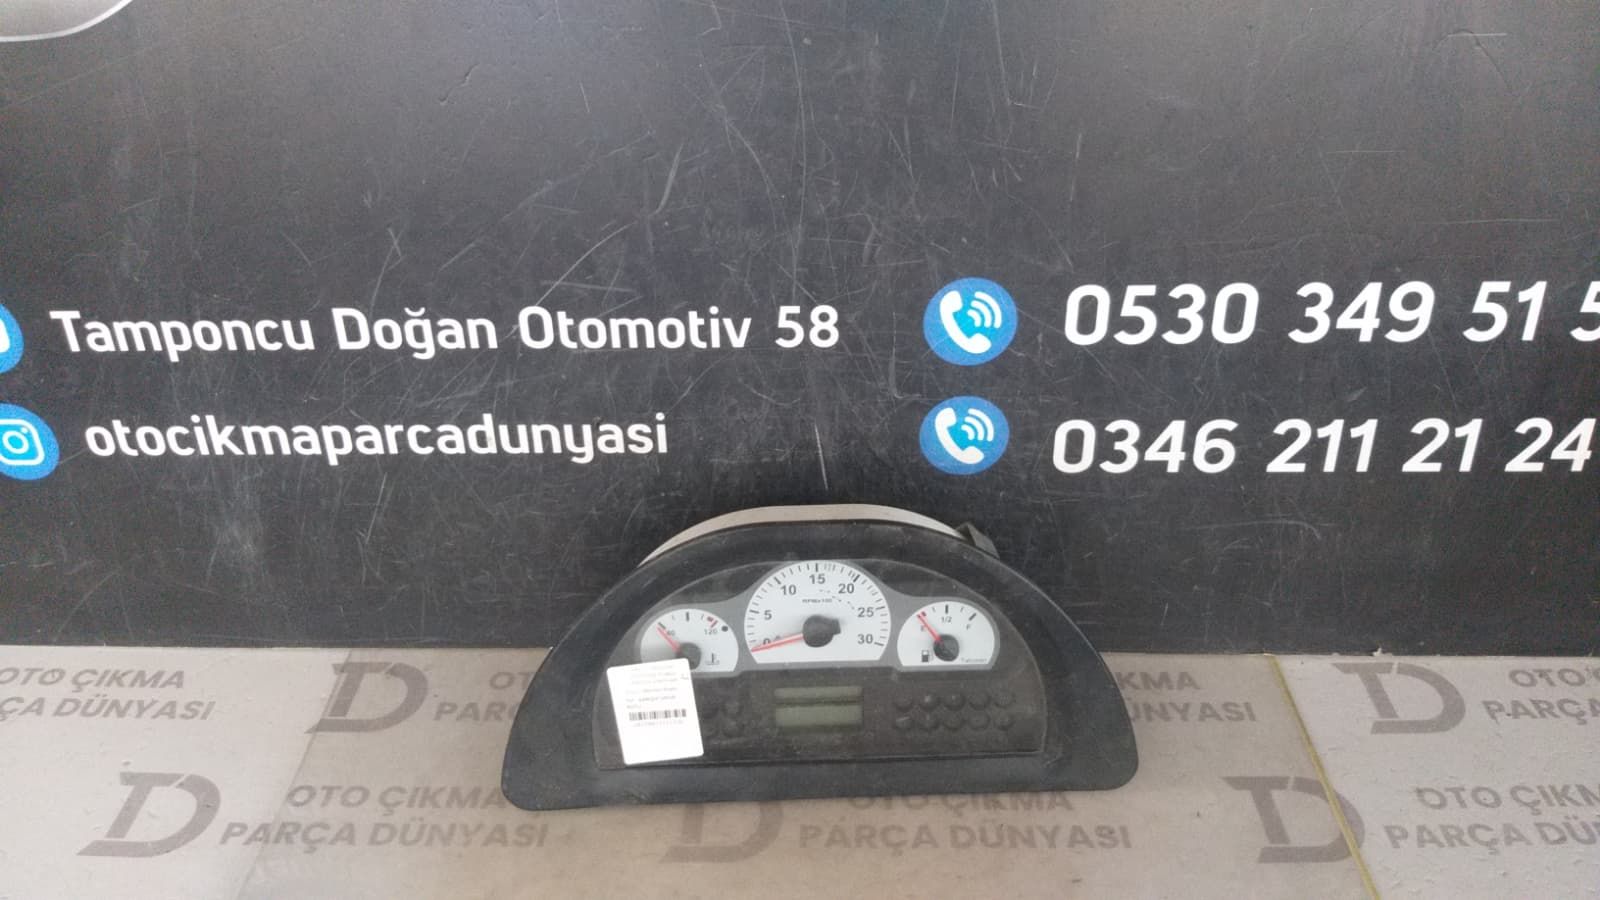 Tamponcu Doğan Otomotiv 58
0530 349 51 5
otocikmaparcadunyasi
0346 211 21 24
5
10
15
20
25
30
0
RPMx100
40
120
E
1/2
F
OTO ÇIKMA
PARÇA DÜNYASI
OTO ÇIKMA
PARÇA DÜNYASI
OTO ÇIKMA
PARÇA DÜNYASI